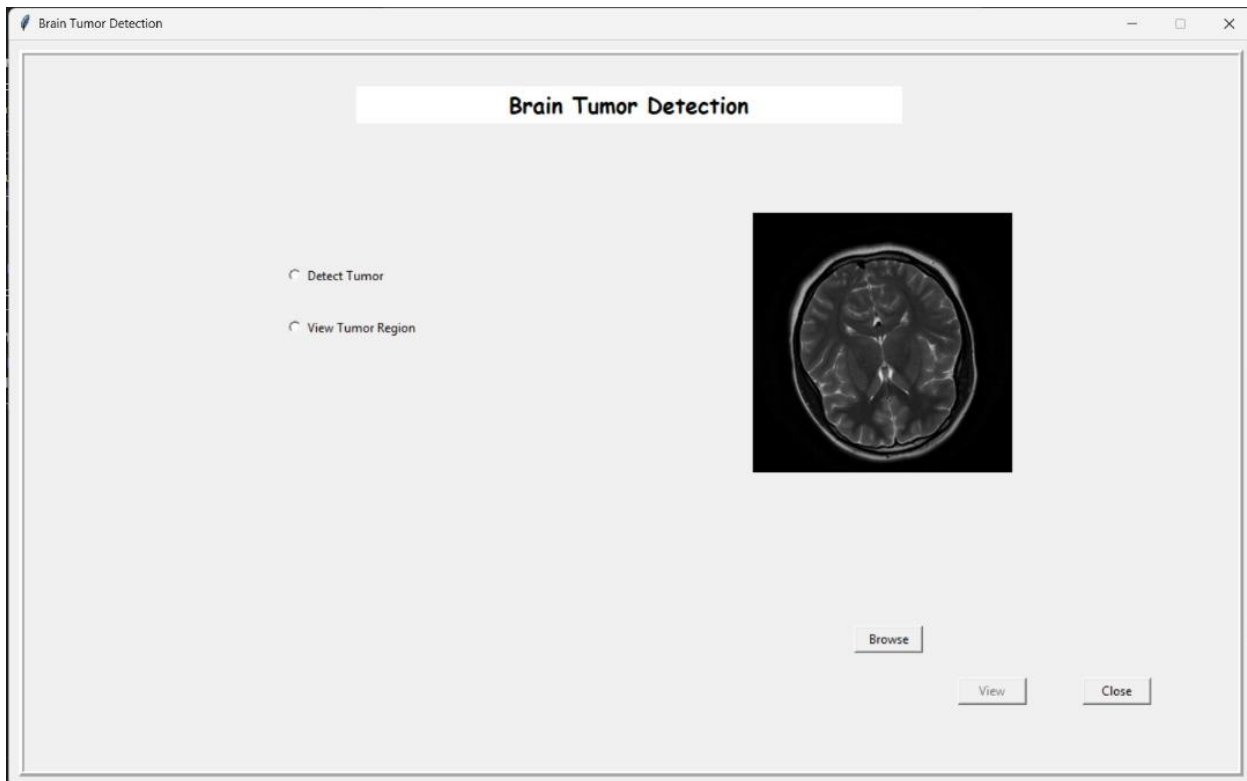 Brain Tumor Detection
Brain Tumor Detection
Detect Tumor
View Tumor Region
Browse
View
Close